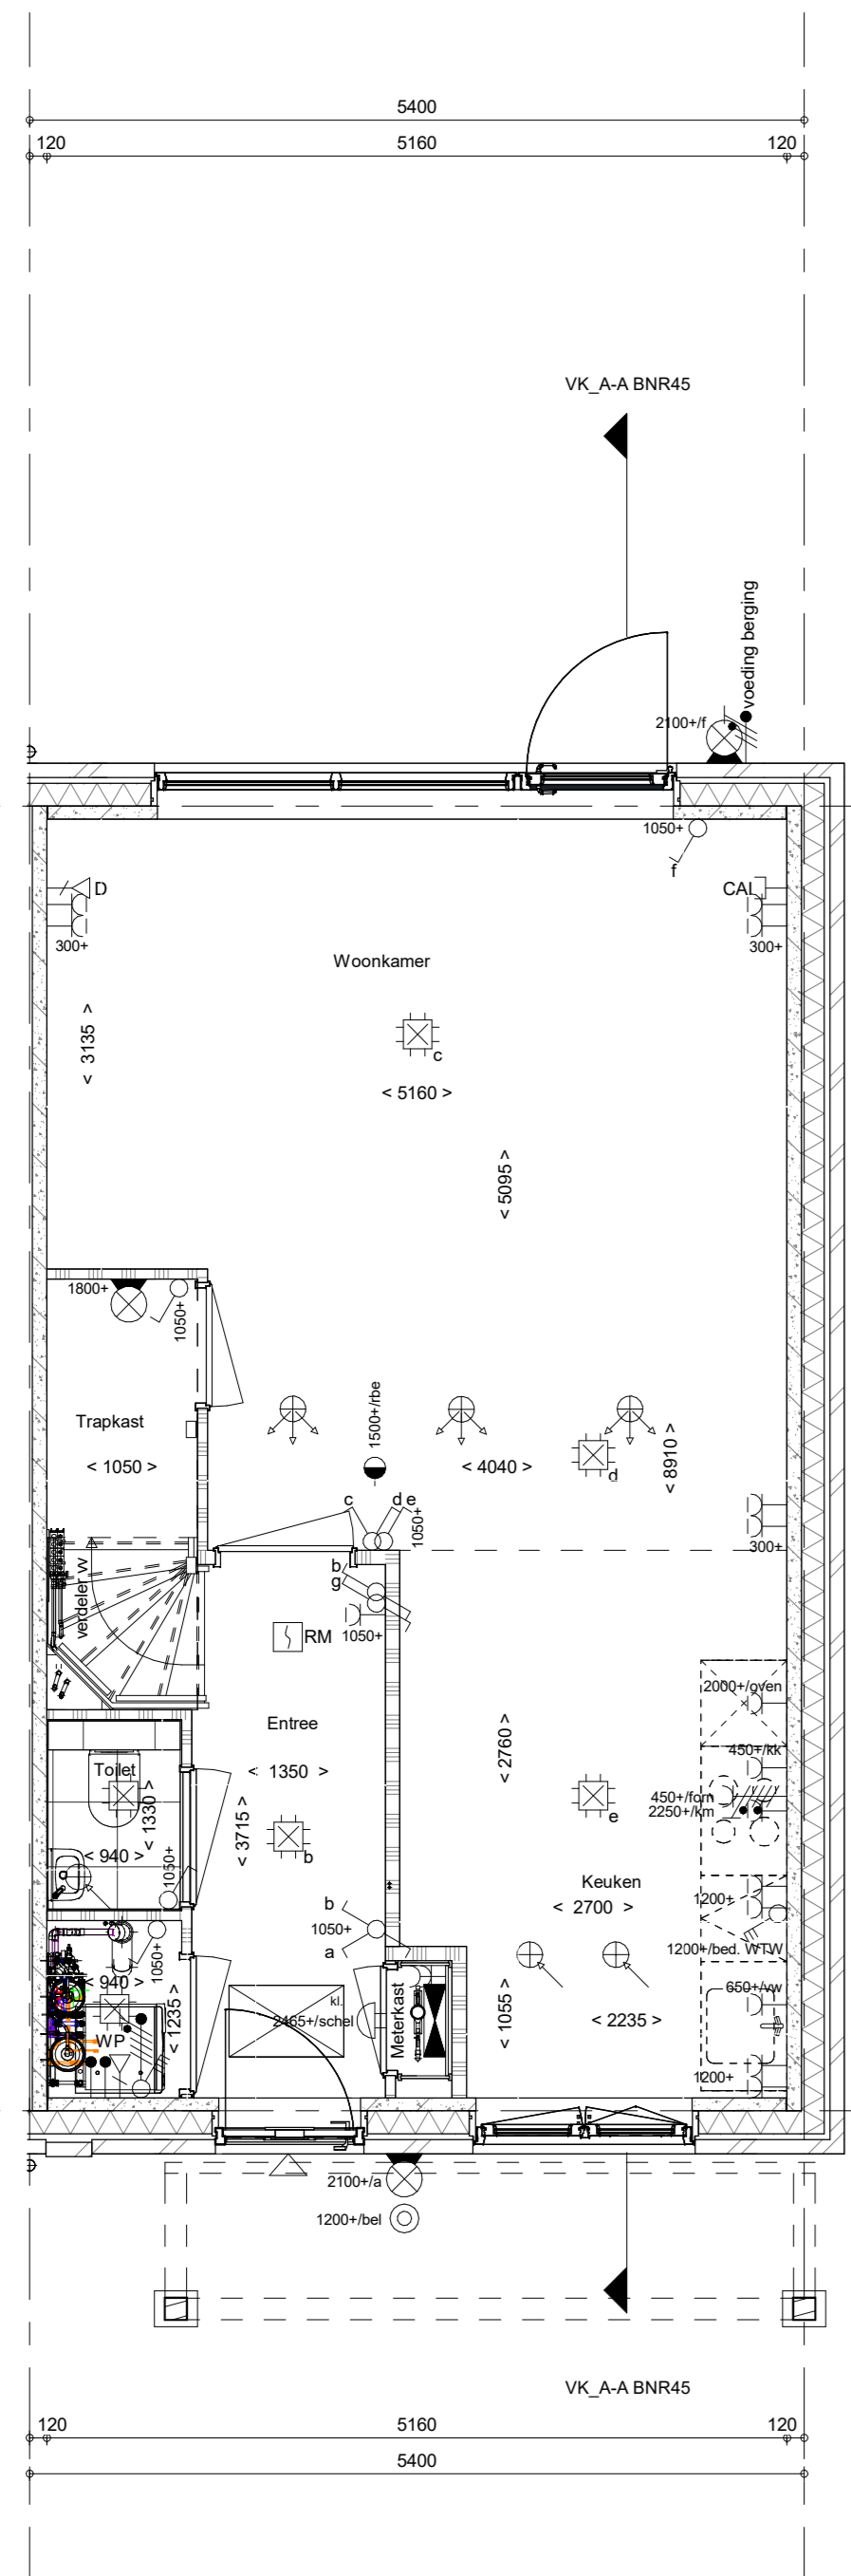 5400
120 5160 120
VK_A-A BNR45
voeding berging
2100+/f
1050+
f
D
CAI
300+
300+
Woonkamer
< 3135 >
c
< 5160 >
< 5095 >
1800+
1050+
Trapkast
< 1050 >
1500+/rbe
< 4040 >
d
< 8910 >
c
d e
1050+
300+
verdeler vv
b
g
1050+
RM
2000+/oven
Entree
< 2760 >
450+/kk
Toilet
< 1350 >
450+/forn
2250+/km
e
< 1330 >
< 3715 >
b
< 940 >
1050+
Keuken
1200+
b
< 2700 >
1050+
a
1200+/bed. WTW
1050+
< 940 >
650+/vw
kl.
2465+/schel
Meterkast
< 1055 >
< 2235 >
WP
< 1235 >
1200+
2100+/a
1200+/bel
VK_A-A BNR45
120 5160 120
5400